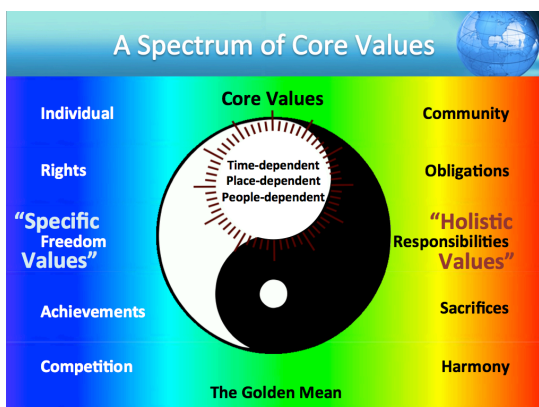 A Spectrum of Core Values
Core Values
Individual
Community
Time-dependent
Place-dependent
People-dependent
Rights
Obligations
“Specific
Values”
Freedom
“Holistic
Values”
Responsibilities
Achievements
Sacrifices
Competition
Harmony
The Golden Mean